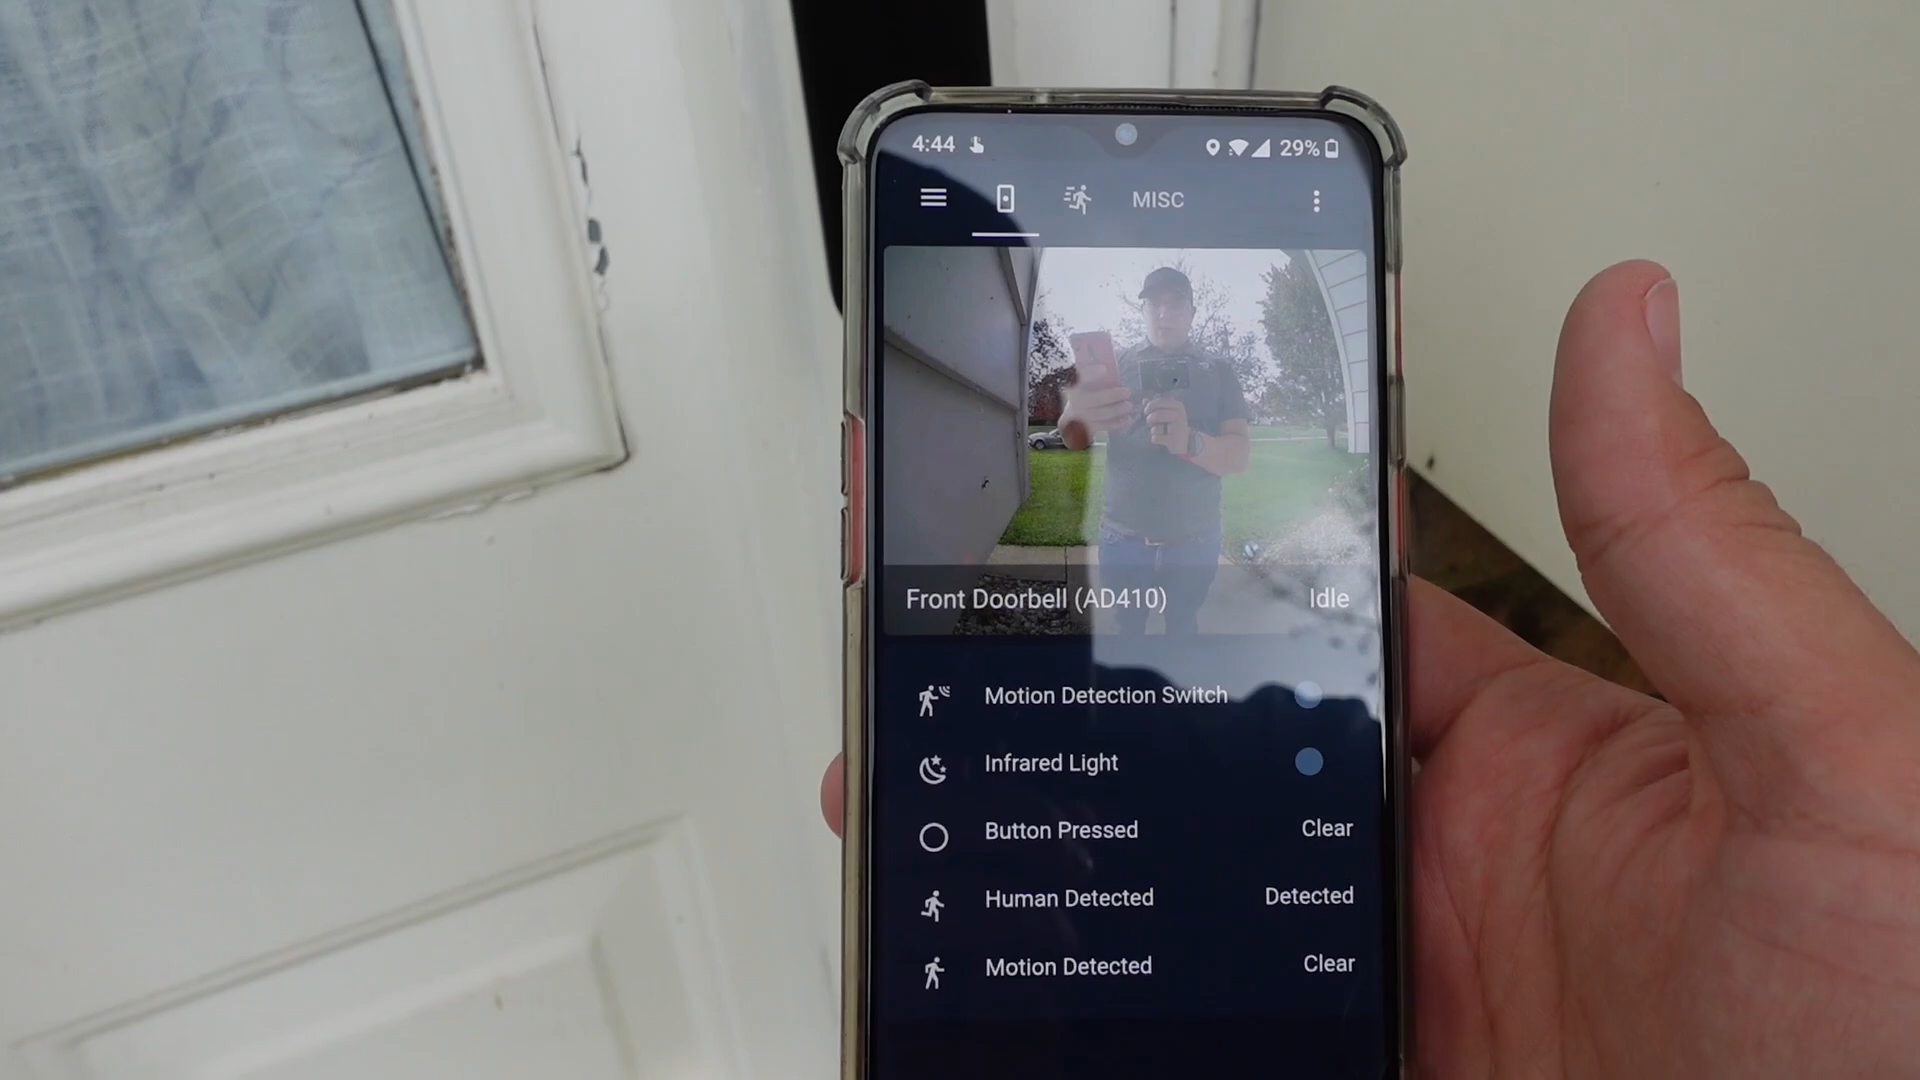 4:44 29%
MISC
Front Doorbell (AD410) Idle
Motion Detection Switch
Infrared Light
Button Pressed Clear
Human Detected Detected
Motion Detected Clear